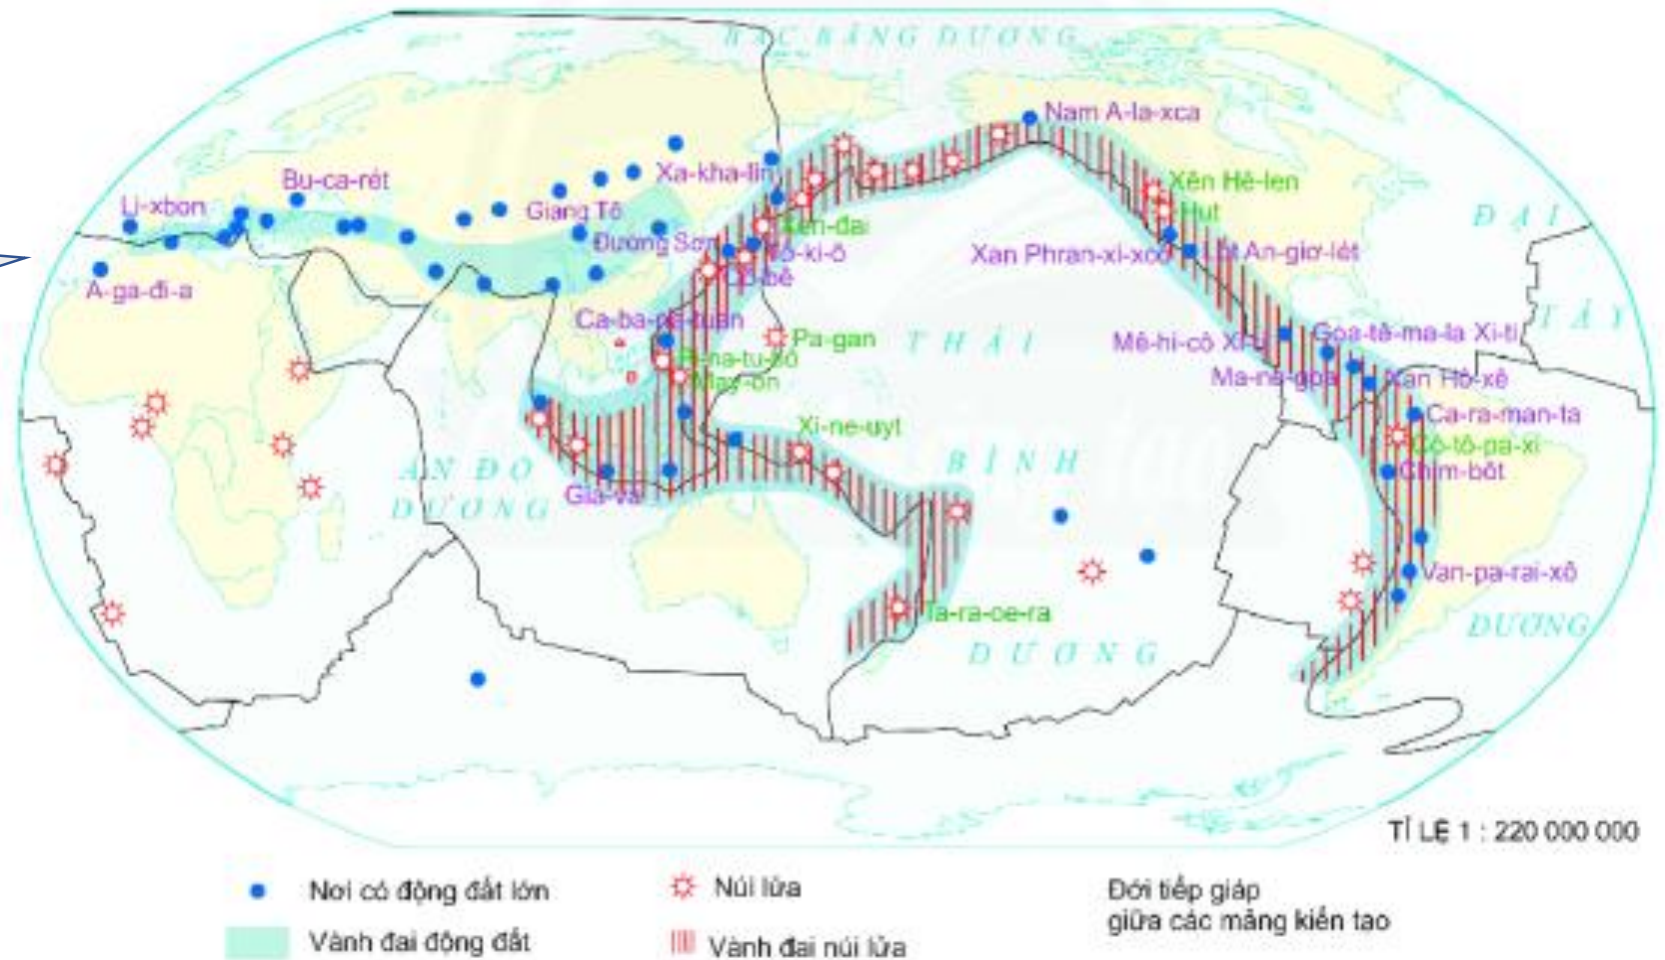 BẮC BĂNG DƯƠNG
Nam A-la-xca
Xa-kha-lin
Bu-ca-rét
Xên Hê-len
Li-xbon
Giang Tô
Hut
ĐẠI
Đường Sơn
Xan Phran-xi-xcô
Lốt An-giơ-lét
A-ga-đi-a
TÂY
Ca-ba-na-tuan
Pa-gan
THÁI
Mê-hi-cô Xi-ti
Goa-tê-ma-la Xi-ti
Ma-na-goa
Xan Hô-xê
Ca-ra-man-ta
Xi-ne-uyt
Cô-tô-pa-xi
ẤN ĐỘ
BÌNH
Chim-bôt
Gia-va
DƯƠNG
Van-pa-rai-xô
Ta-ra-oe-ra
DƯƠNG
DƯƠNG
TỈ LỆ 1 : 220 000 000
Nơi có động đất lớn
Núi lửa
Đới tiếp giáp
giữa các mảng kiến tạo
Vành đai động đất
Vành đai núi lửa